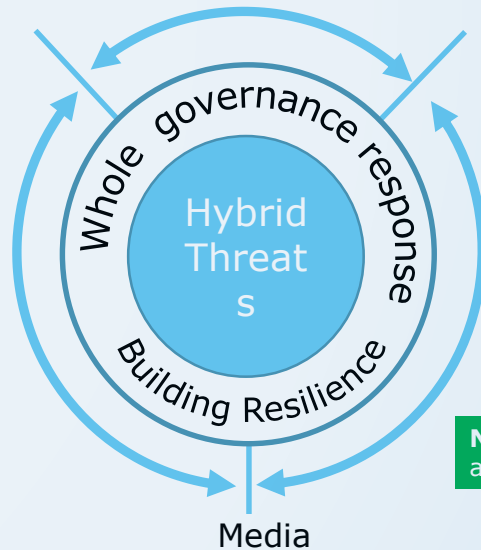 Whole governance response
Hybrid
Threat
s
Building Resilience
N
a
Media